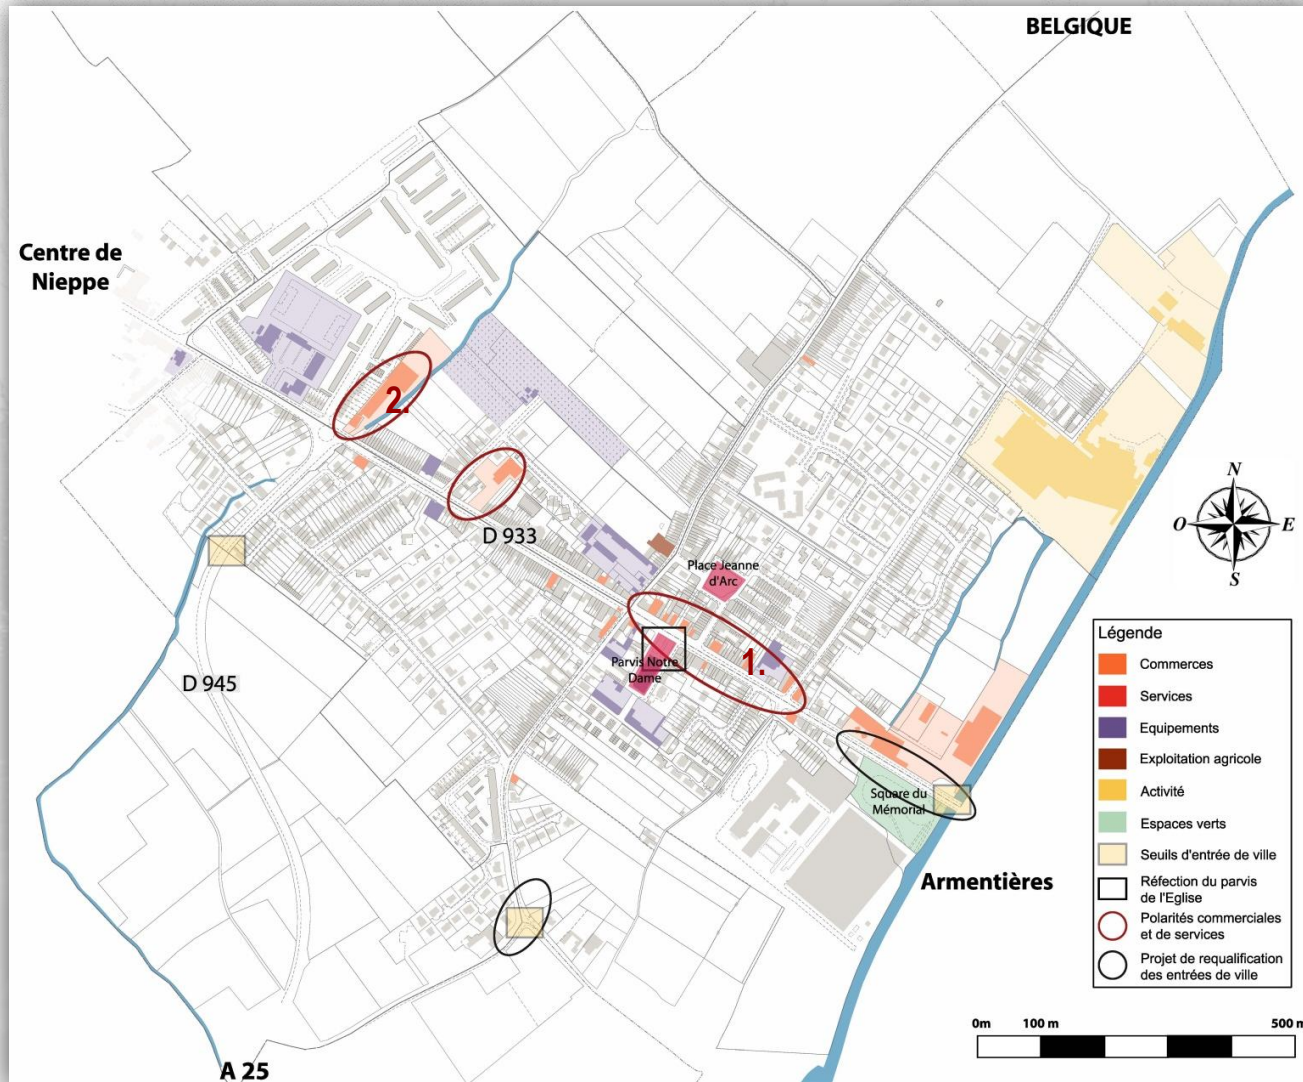 BELGIQUE
Centre de
Nieppe
2.
D 933
Place Jeanne
d'Arc
Parvis Notre
Dame
1.
D 945
Square du
Mémorial
Armentières
A 25
N
O
E
S
Légende
Commerces
Services
Equipements
Exploitation agricole
Activité
Espaces verts
Seuils d'entrée de ville
Réfection du parvis
de l'Eglise
Polarités commerciales
et de services
Projet de requalification
des entrées de ville
0m 100 m 500 m